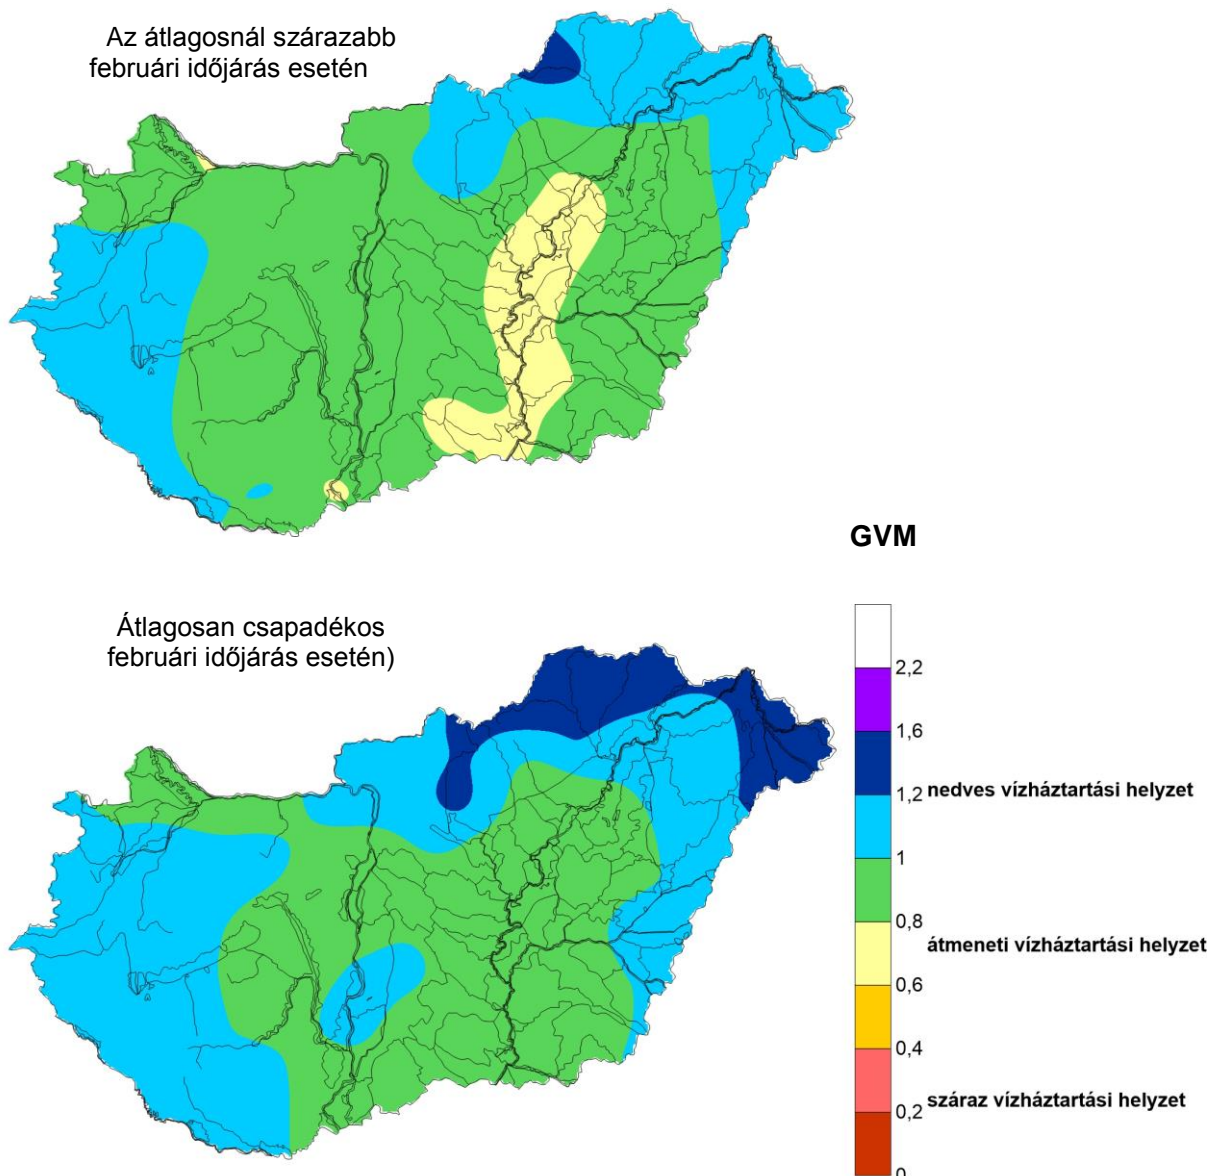 Az átlagosnál szárazabb
februári időjárás esetén
GVM
Átlagosan csapadékos
februári időjárás esetén)
2,2
1,6
1,2 nedves vízháztartási helyzet
1
0,8
átmeneti vízháztartási helyzet
0,6
0,4
száraz vízháztartási helyzet
0,2
0